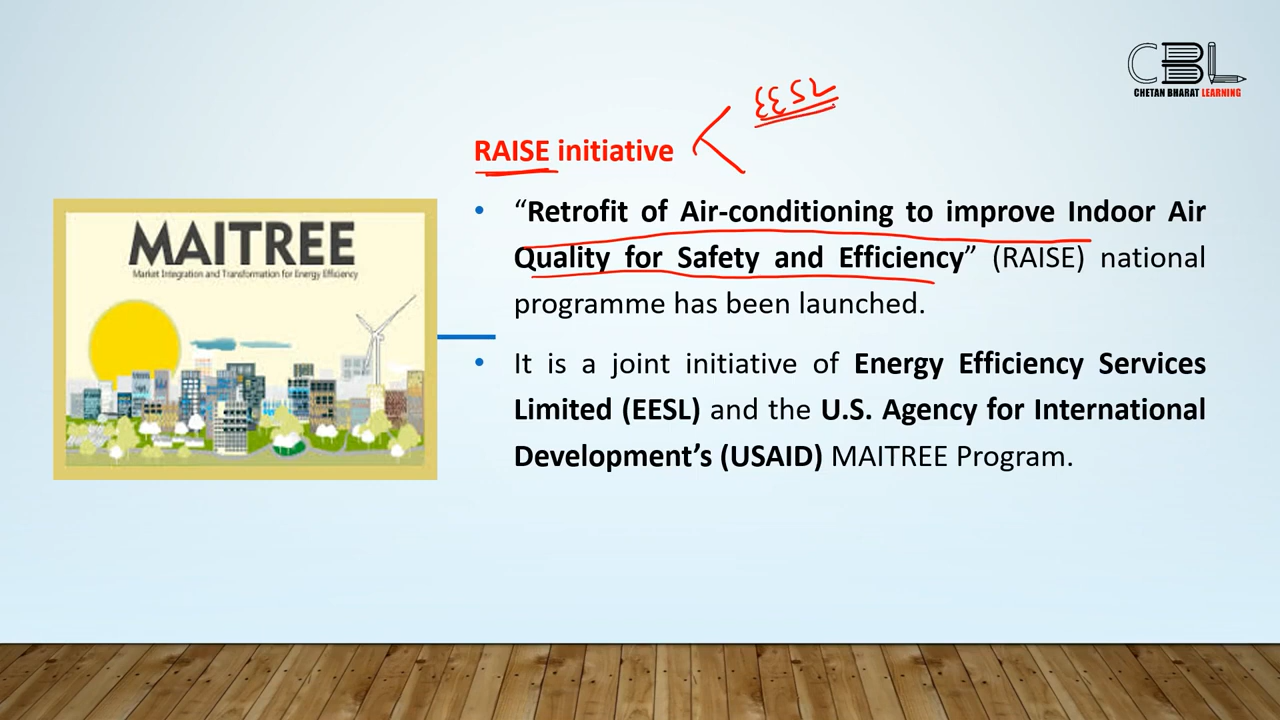 CBL
CHETAN BHARAT LEARNING
EESL
RAISE initiative
• “Retrofit of Air-conditioning to improve Indoor Air
Quality for Safety and Efficiency” (RAISE) national
programme has been launched.
• It is a joint initiative of Energy Efficiency Services
Limited (EESL) and the U.S. Agency for International
Development’s (USAID) MAITREE Program.
MAITREE
Market Integration and Transformation for Energy Efficiency